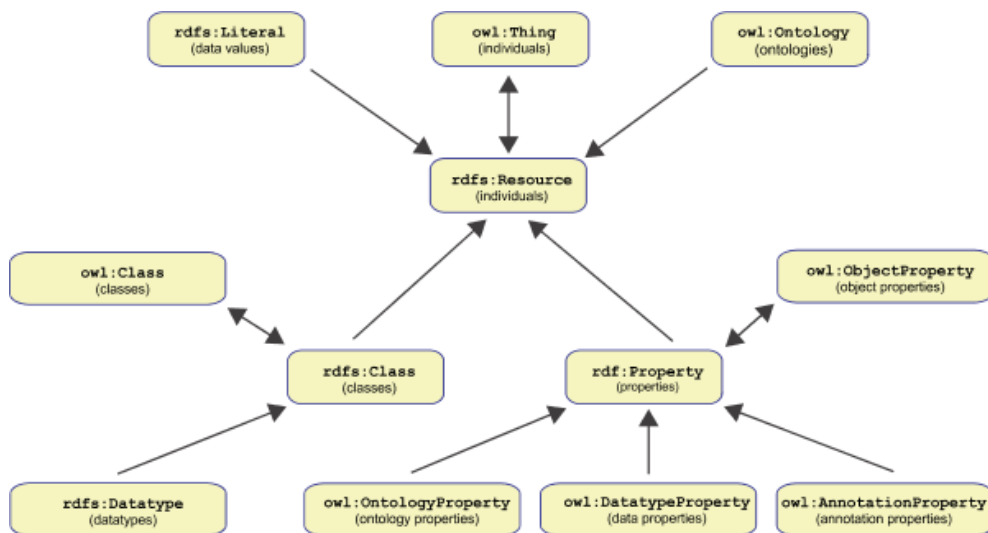 rdfs:Literal
(data values)
owl:Thing
(individuals)
owl:Ontology
(ontologies)
rdfs:Resource
(individuals)
owl:Class
(classes)
owl:ObjectProperty
(object properties)
rdfs:Class
(classes)
rdf:Property
(properties)
rdfs:Datatype
(datatypes)
owl:OntologyProperty
(ontology properties)
owl:DatatypeProperty
(data properties)
owl:AnnotationProperty
(annotation properties)